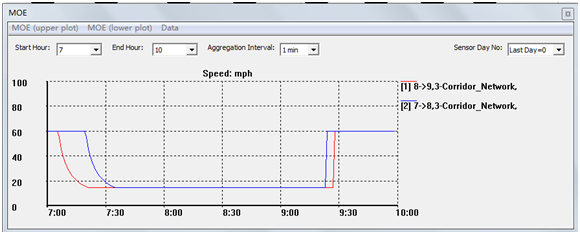 MOE
MOE (upper plot) MOE (lower plot) Data
Start Hour: 7 End Hour: 10 Aggregation Interval: 1 min Sensor Day No: Last Day=0
Speed: mph
100
80
60
40
20
0
7:00 7:30 8:00 8:30 9:00 9:30 10:00
[1] 8->9,3-Corridor_Network,
[2] 7->8,3-Corridor_Network,